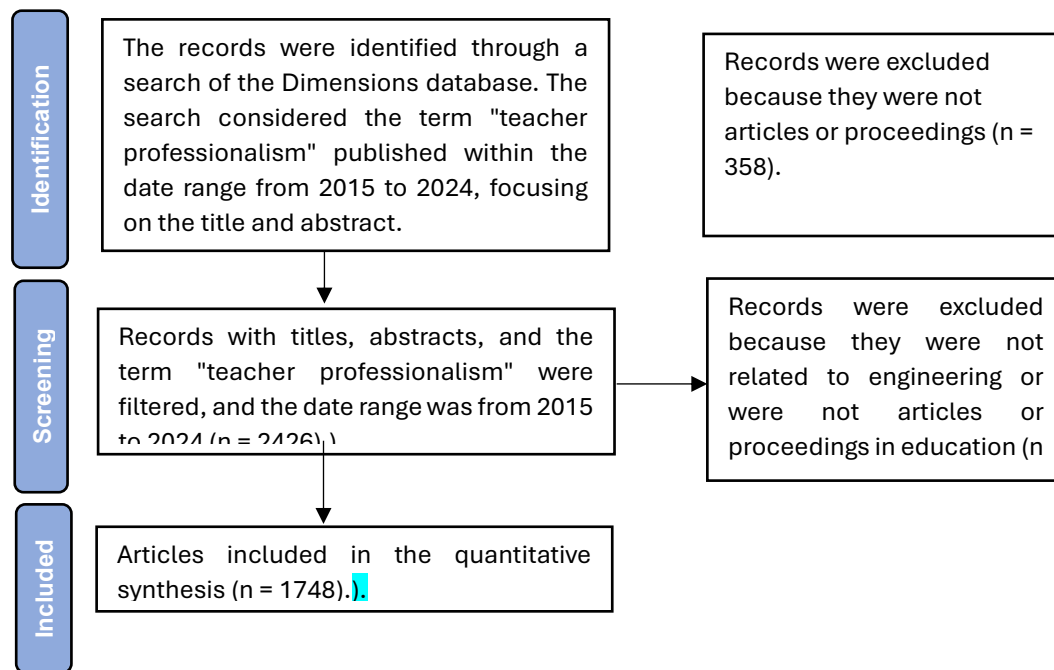 Identification
The records were identified through a
search of the Dimensions database. The
search considered the term "teacher
professionalism" published within the
date range from 2015 to 2024, focusing
on the title and abstract.
Records were excluded
because they were not
articles or proceedings (n =
358).
Screening
Records with titles, abstracts, and the
term "teacher professionalism" were
filtered, and the date range was from 2015
to 2024 (n = 2426).)
Records were excluded
because they were not
related to engineering or
were not articles or
proceedings in education (n
Included
Articles included in the quantitative
synthesis (n = 1748).).